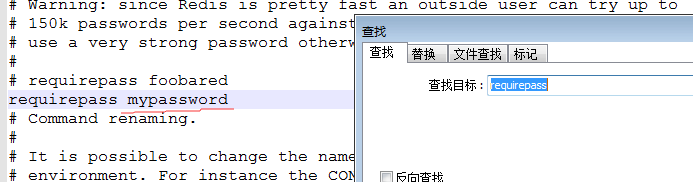 # Warning: since Redis is pretty fast an outside user can try up to
# 150k passwords per second against
# use a very strong password otherw
#
# requirepass foobared
requirepass mypassword
# Command renaming.
#
# It is possible to change the name
# environment. For instance the CON
查找
查找 替换 文件查找 标记
查找目标： requirepass
反向查找